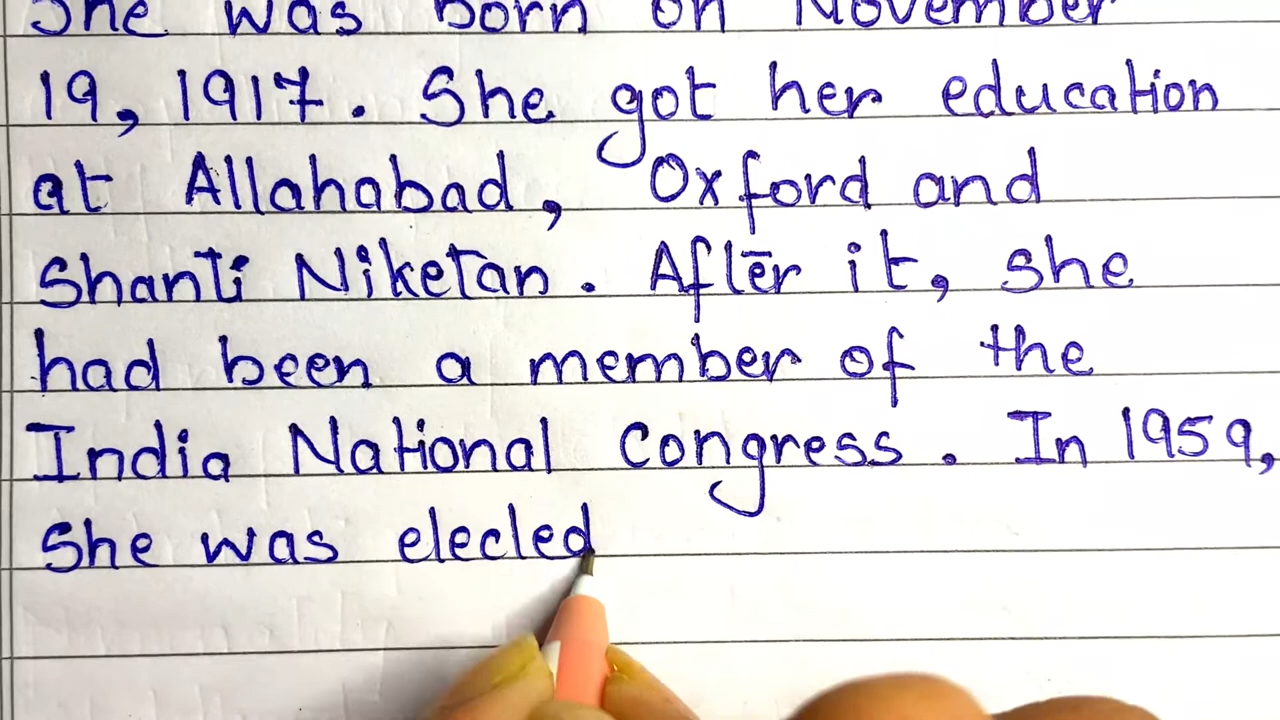 She was born on November
19, 1917. She got her education
at Allahabad, Oxford and
Shanti Niketan. After it, she
had been a member of the
India National Congress. In 1959,
She was elected